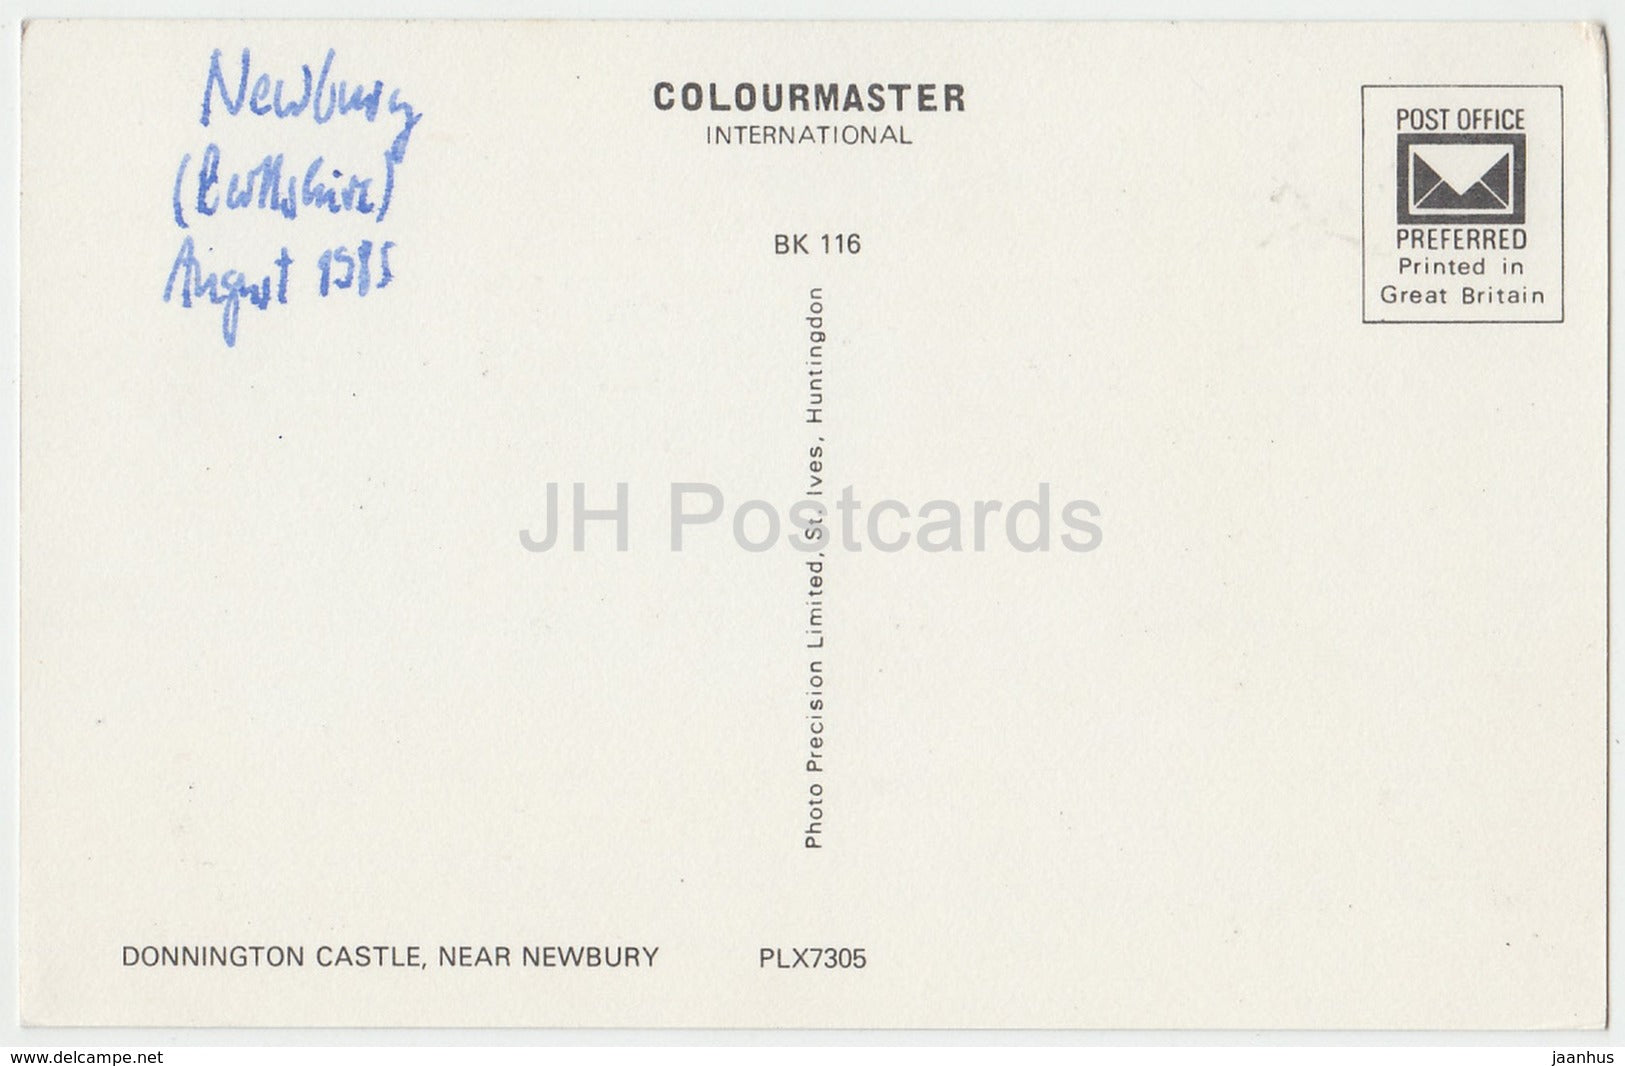 Newbury
(Berkshire)
August 1985
COLOURMASTER
INTERNATIONAL
BK 116
POST OFFICE
PREFERRED
Printed in
Great Britain
Photo Precision Limited, St. Ives, Huntingdon
JH Postcards
DONNINGTON CASTLE, NEAR NEWBURY
PLX7305
www.delcampe.net
jaanhus